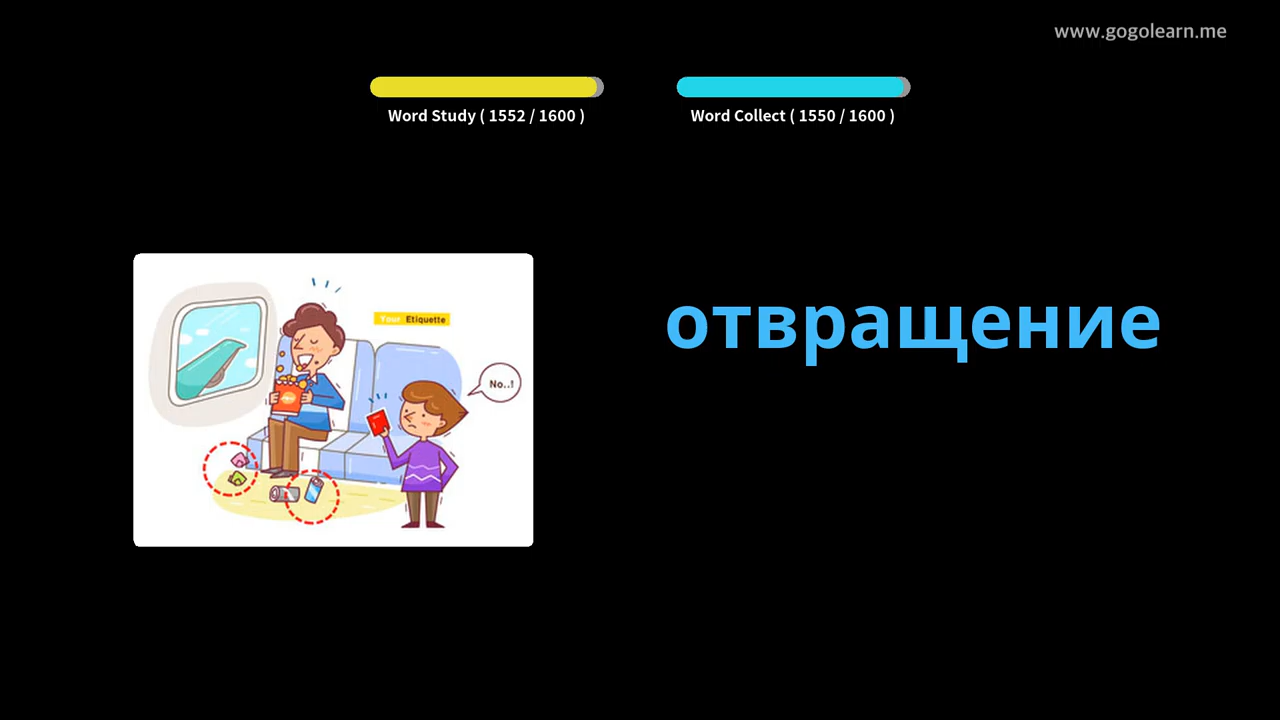 www.gogolearn.me
Word Study ( 1552 / 1600 )
Word Collect ( 1550 / 1600 )
Your Etiquette
No..!
отвращение